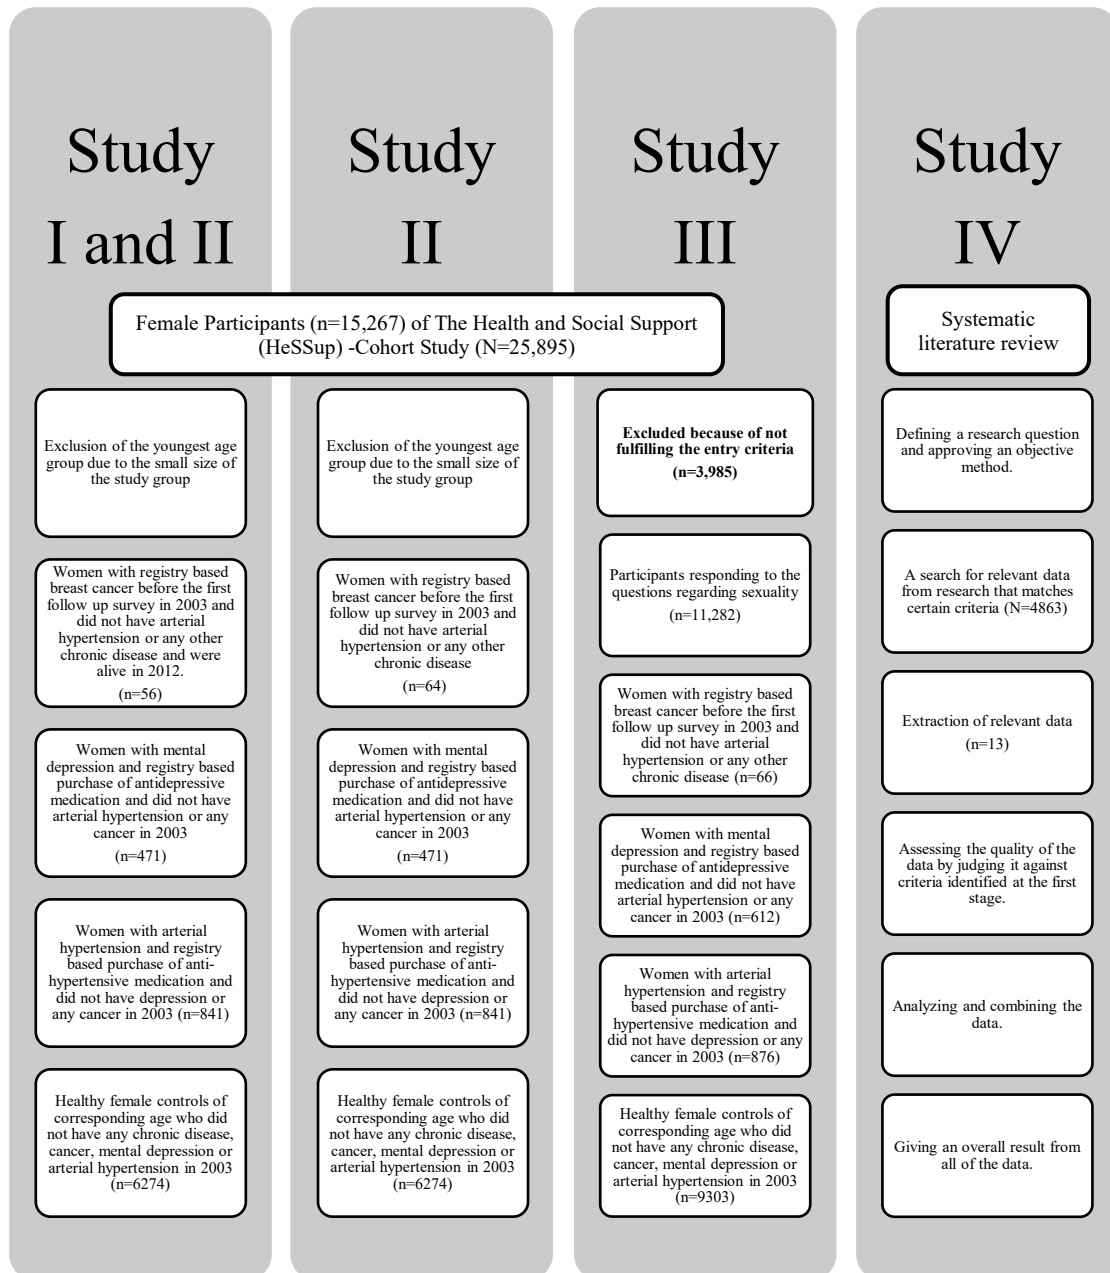 Study
I and II
Study
II
Study
III
Study
IV
Female Participants (n=15,267) of The Health and Social Support
(HeSSup) -Cohort Study (N=25,895)
Systematic
literature review
Exclusion of the youngest age
group due to the small size of
the study group
Women with registry based
breast cancer before the first
follow up survey in 2003 and
did not have arterial
hypertension or any other
chronic disease and were
alive in 2012.
(n=56)
Women with mental
depression and registry based
purchase of antidepressive
medication and did not have
arterial hypertension or any
cancer in 2003
(n=471)
Women with arterial
hypertension and registry
based purchase of anti-
hypertensive medication and
did not have depression or
any cancer in 2003 (n=841)
Healthy female controls of
corresponding age who did
not have any chronic disease,
cancer, mental depression or
arterial hypertension in 2003
(n=6274)
Exclusion of the youngest age
group due to the small size of
the study group
Women with registry based
breast cancer before the first
follow up survey in 2003 and
did not have arterial
hypertension or any other
chronic disease
(n=64)
Women with mental
depression and registry based
purchase of antidepressive
medication and did not have
arterial hypertension or any
cancer in 2003
(n=471)
Women with arterial
hypertension and registry
based purchase of anti-
hypertensive medication and
did not have depression or
any cancer in 2003 (n=841)
Healthy female controls of
corresponding age who did
not have any chronic disease,
cancer, mental depression or
arterial hypertension in 2003
(n=6274)
Excluded because of not
fulfilling the entry criteria
(n=3,985)
Participants responding to the
questions regarding sexuality
(n=11,282)
Women with registry based
breast cancer before the first
follow up survey in 2003 and
did not have arterial
hypertension or any other
chronic disease (n=66)
Women with mental
depression and registry based
purchase of antidepressive
medication and did not have
arterial hypertension or any
cancer in 2003 (n=612)
Women with arterial
hypertension and registry
based purchase of anti-
hypertensive medication and
did not have depression or any
cancer in 2003 (n=876)
Healthy female controls of
corresponding age who did
not have any chronic disease,
cancer, mental depression or
arterial hypertension in 2003
(n=9303)
Defining a research question
and approving an objective
method.
A search for relevant data
from research that matches
certain criteria (N=4863)
Extraction of relevant data
(n=13)
Assessing the quality of the
data by judging it against
criteria identified at the first
stage.
Analyzing and combining the
data.
Giving an overall result from
all of the data.